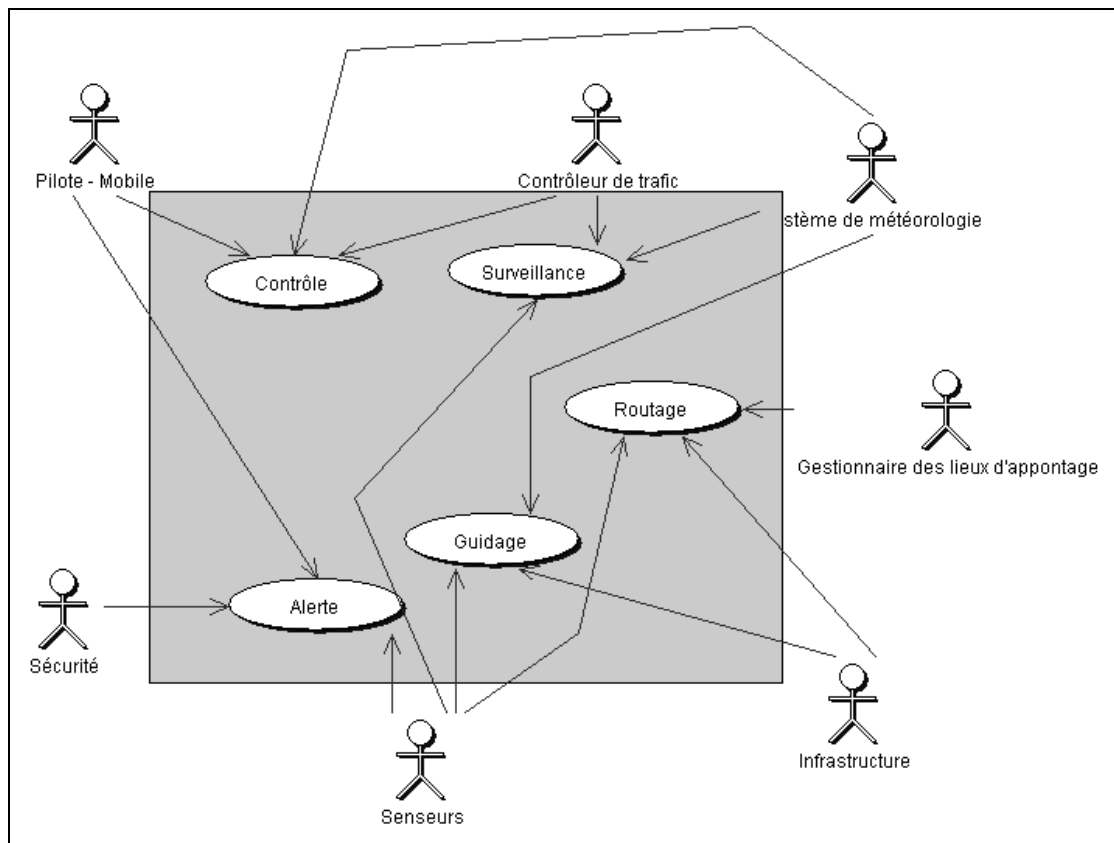 Pilote - Mobile
Contrôleur de trafic
stème de météorologie
Contrôle
Surveillance
Routage
Gestionnaire des lieux d'appontage
Guidage
Alerte
Sécurité
Infrastructure
Senseurs